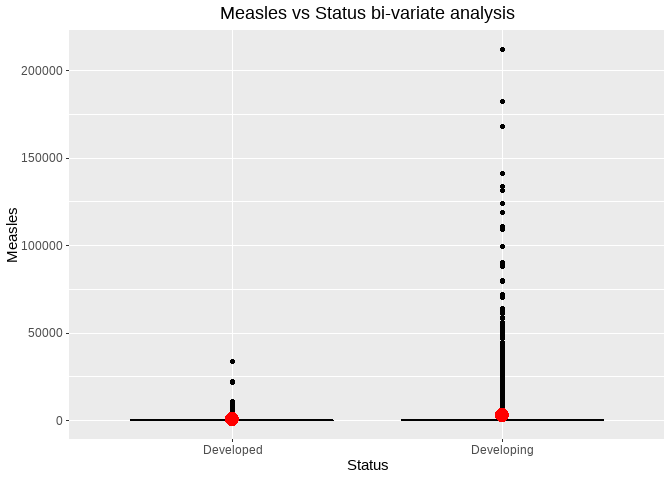 Measles vs Status bi-variate analysis
200000
150000
100000
50000
0
Measles
Developed
Developing
Status